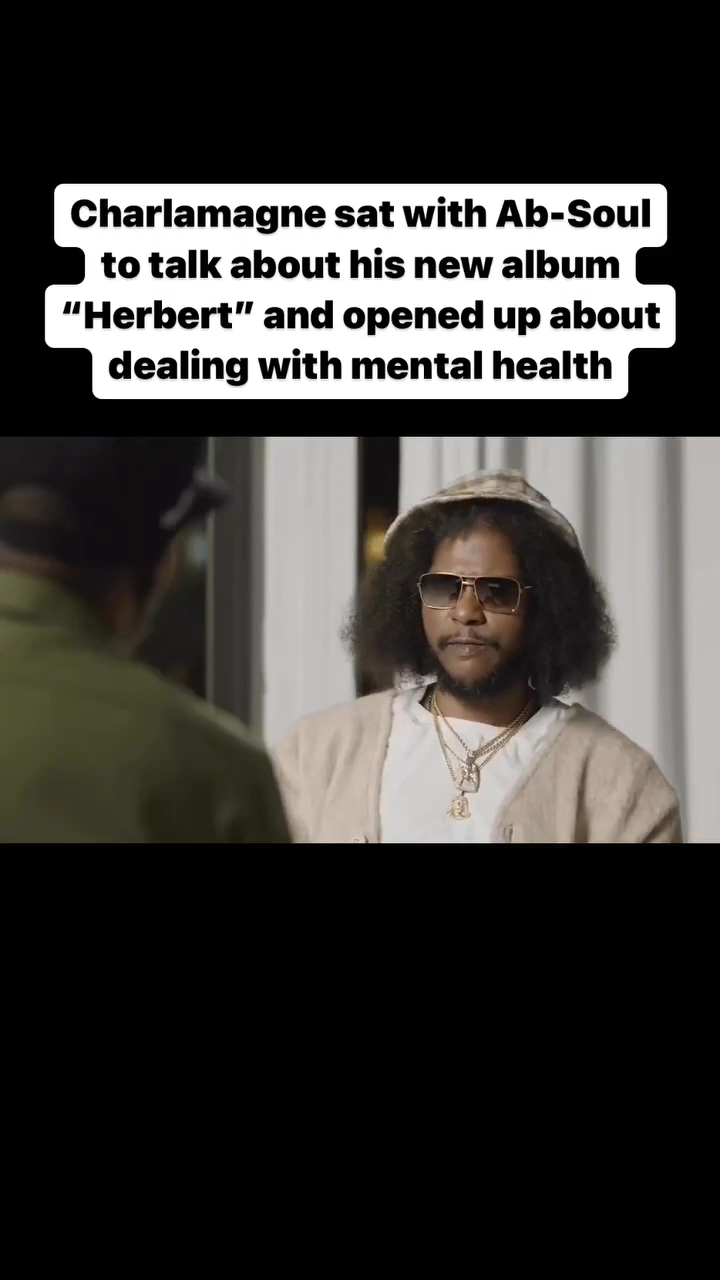 Charlamagne sat with Ab-Soul
to talk about his new album
“Herbert” and opened up about
dealing with mental health